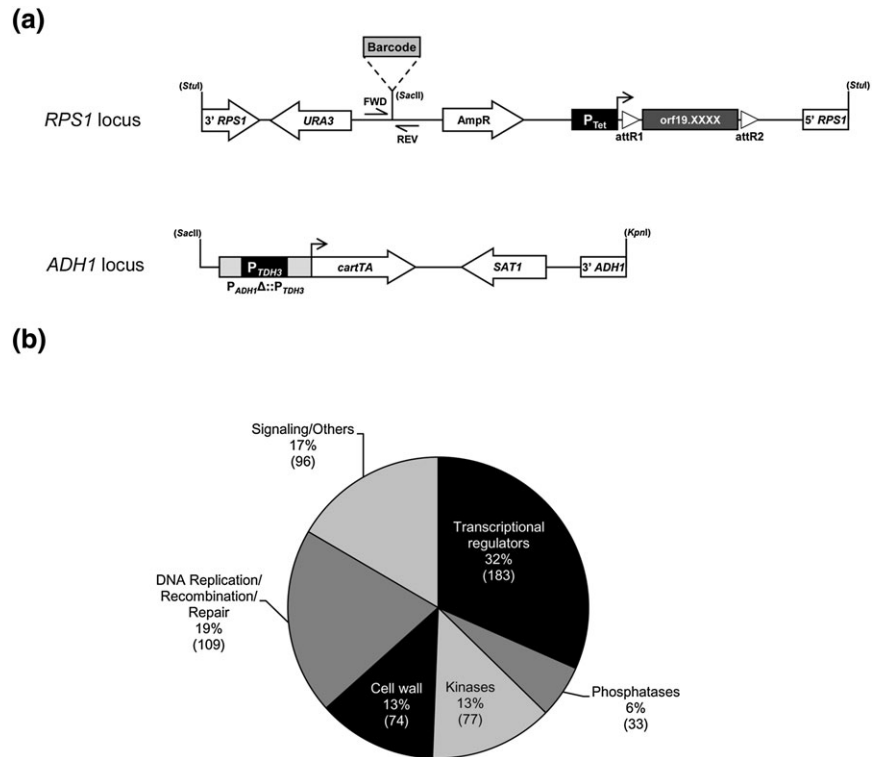 (a)
Barcode
(StuI)
FWD
(SacII)
(StuI)
RPS1 locus
3' RPS1
URA3
AmpR
PTet
orf19.XXXX
5' RPS1
REV
attR1
attR2
(SacII)
(KpnI)
ADH1 locus
PTDH3
cartTA
SAT1
3' ADH1
PADH1Δ::PTDH3
(b)
Signaling/Others
17%
(96)
Transcriptional
regulators
32%
(183)
DNA Replication/
Recombination/
Repair
19%
(109)
Cell wall
13%
(74)
Kinases
13%
(77)
Phosphatases
6%
(33)